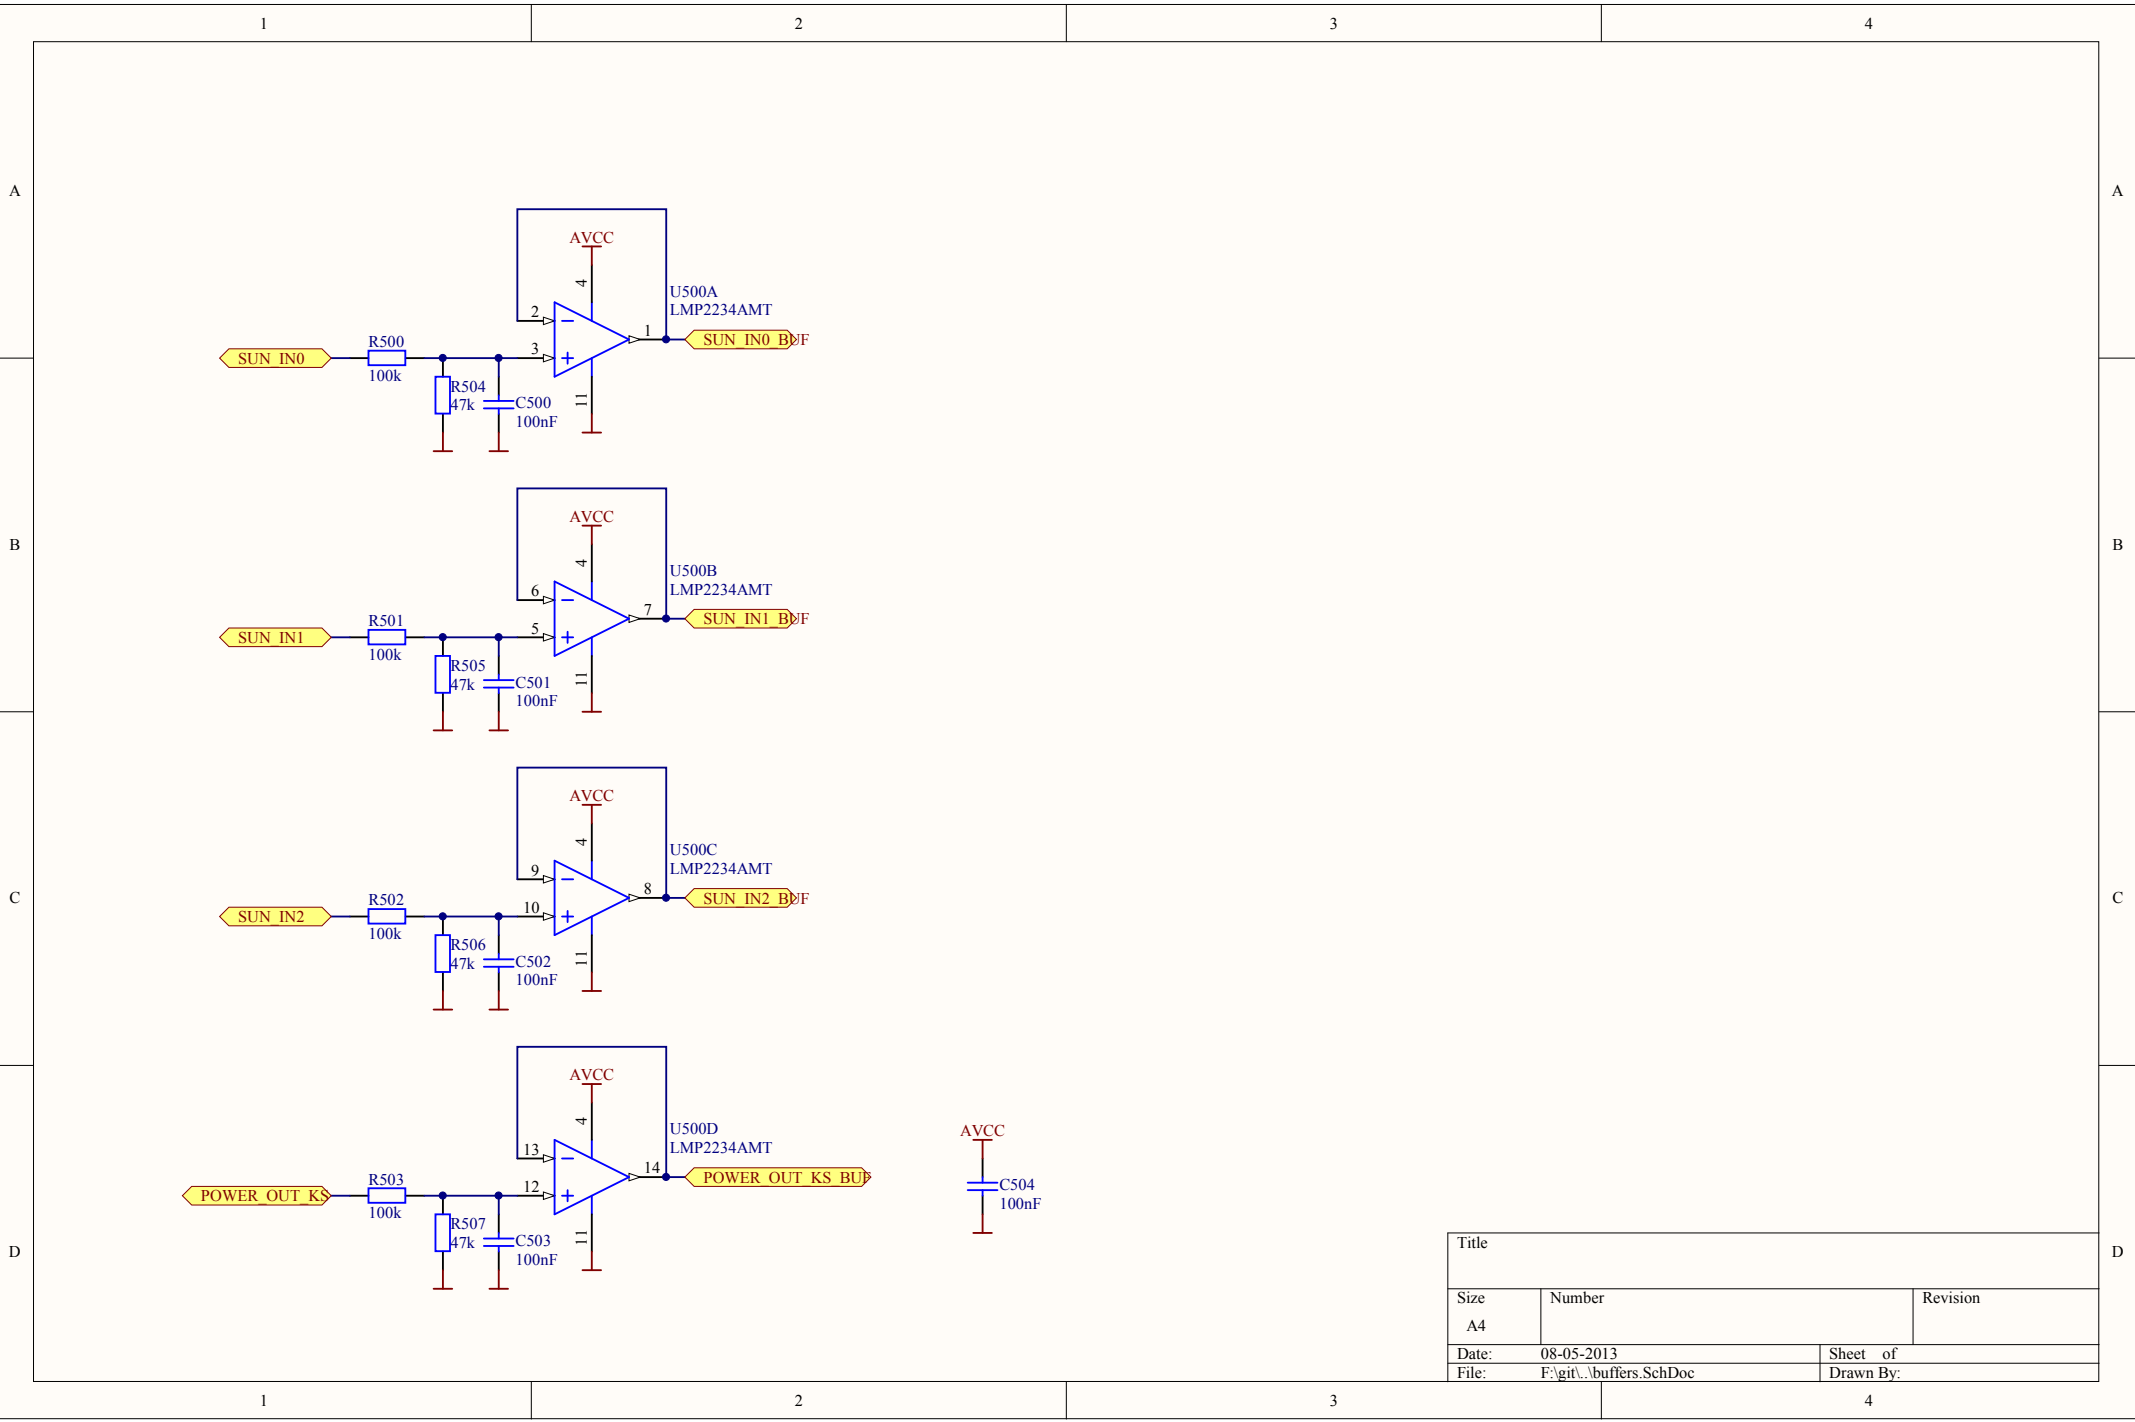 1 2 3 4
A A
AVCC
4
U500A
LMP2234AMT
2
1
SUN_IN0_BUF
R500
3
SUN_IN0
100k
R504
47k
C500
100nF
11
AVCC
4
B B
U500B
LMP2234AMT
6
7
SUN_IN1_BUF
R501
5
SUN_IN1
100k
R505
47k
C501
100nF
11
AVCC
4
U500C
LMP2234AMT
9
8
C C
SUN_IN2_BUF
R502
10
SUN_IN2
100k
R506
47k
C502
100nF
11
AVCC
4
U500D
LMP2234AMT
13
14
POWER_OUT_KS_BUF
R503
12
POWER_OUT_KS
100k
R507
47k
C503
100nF
11
AVCC
C504
100nF
D D
Title
Size Number Revision
A4
Date: 08-05-2013 Sheet of
File: F:\git\..\buffers.SchDoc Drawn By:
1 2 3 4